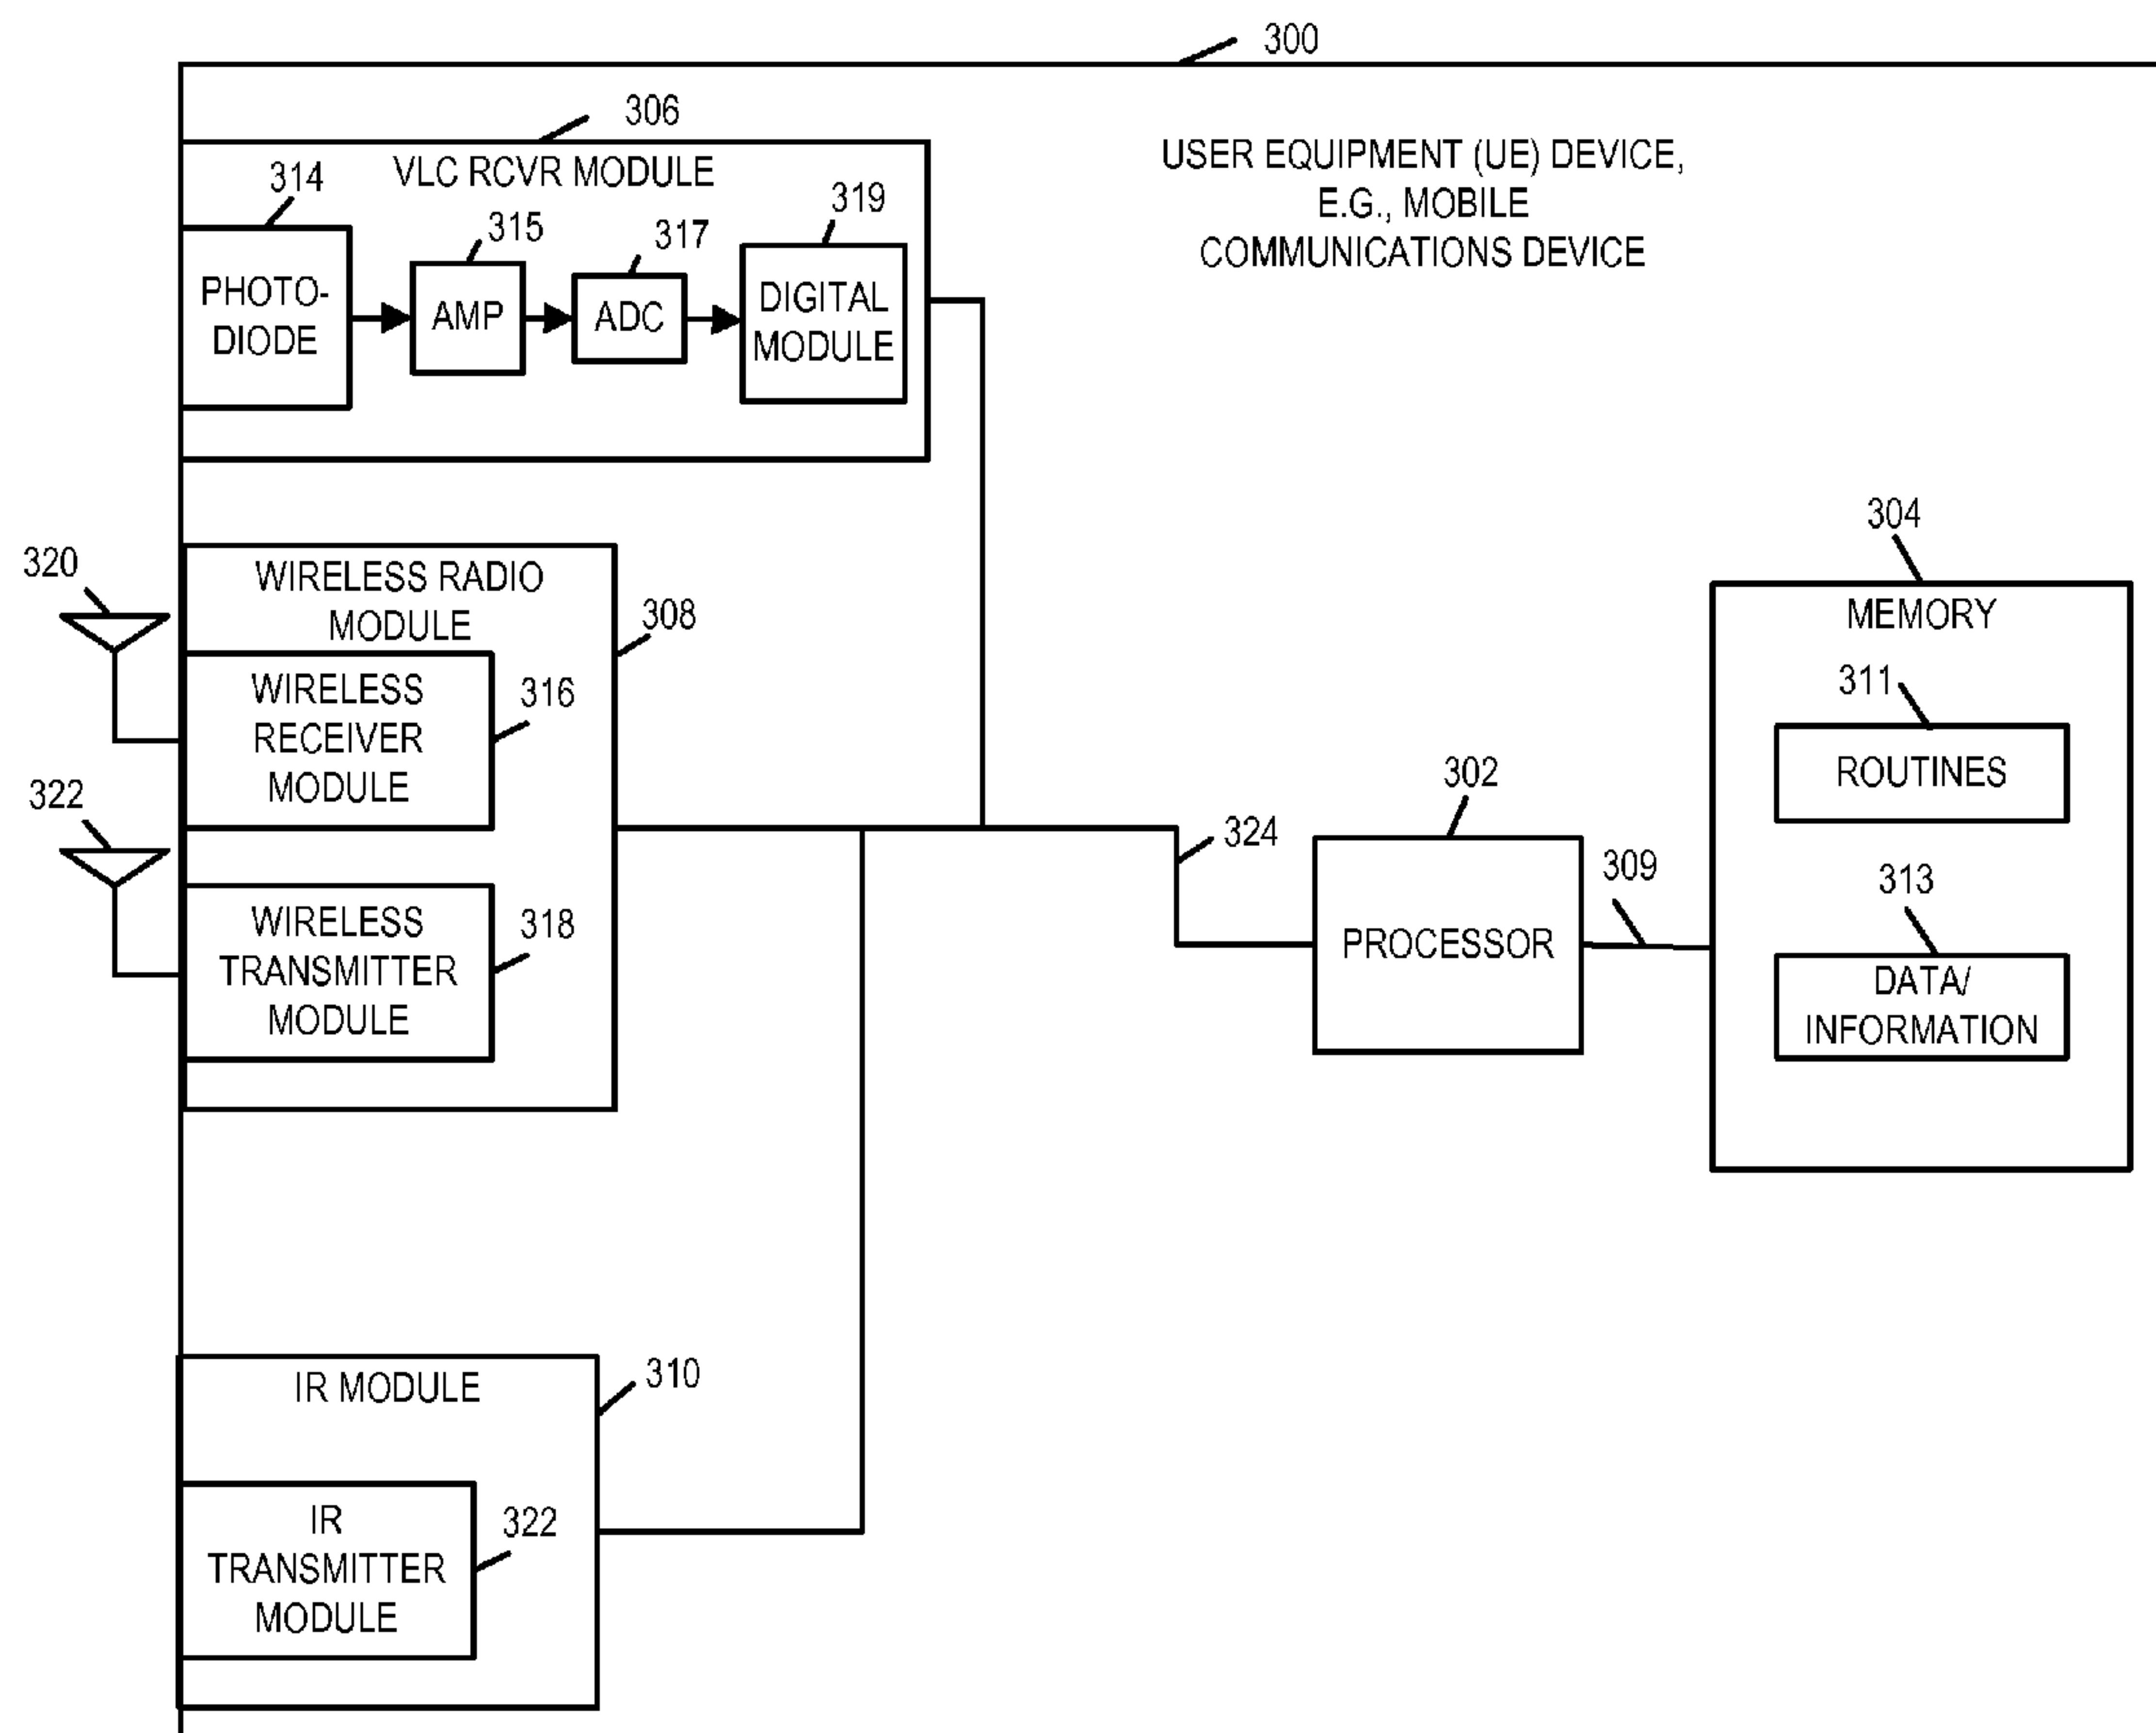 300
306
VLC RCVR MODULE
USER EQUIPMENT (UE) DEVICE,
E.G., MOBILE
COMMUNICATIONS DEVICE
314
315
317
319
PHOTO-
DIODE
AMP
ADC
DIGITAL
MODULE
320
WIRELESS RADIO
MODULE
308
WIRELESS
RECEIVER
MODULE
316
322
WIRELESS
TRANSMITTER
MODULE
318
324
302
PROCESSOR
309
304
MEMORY
311
ROUTINES
313
DATA/
INFORMATION
IR MODULE
310
IR
TRANSMITTER
MODULE
322